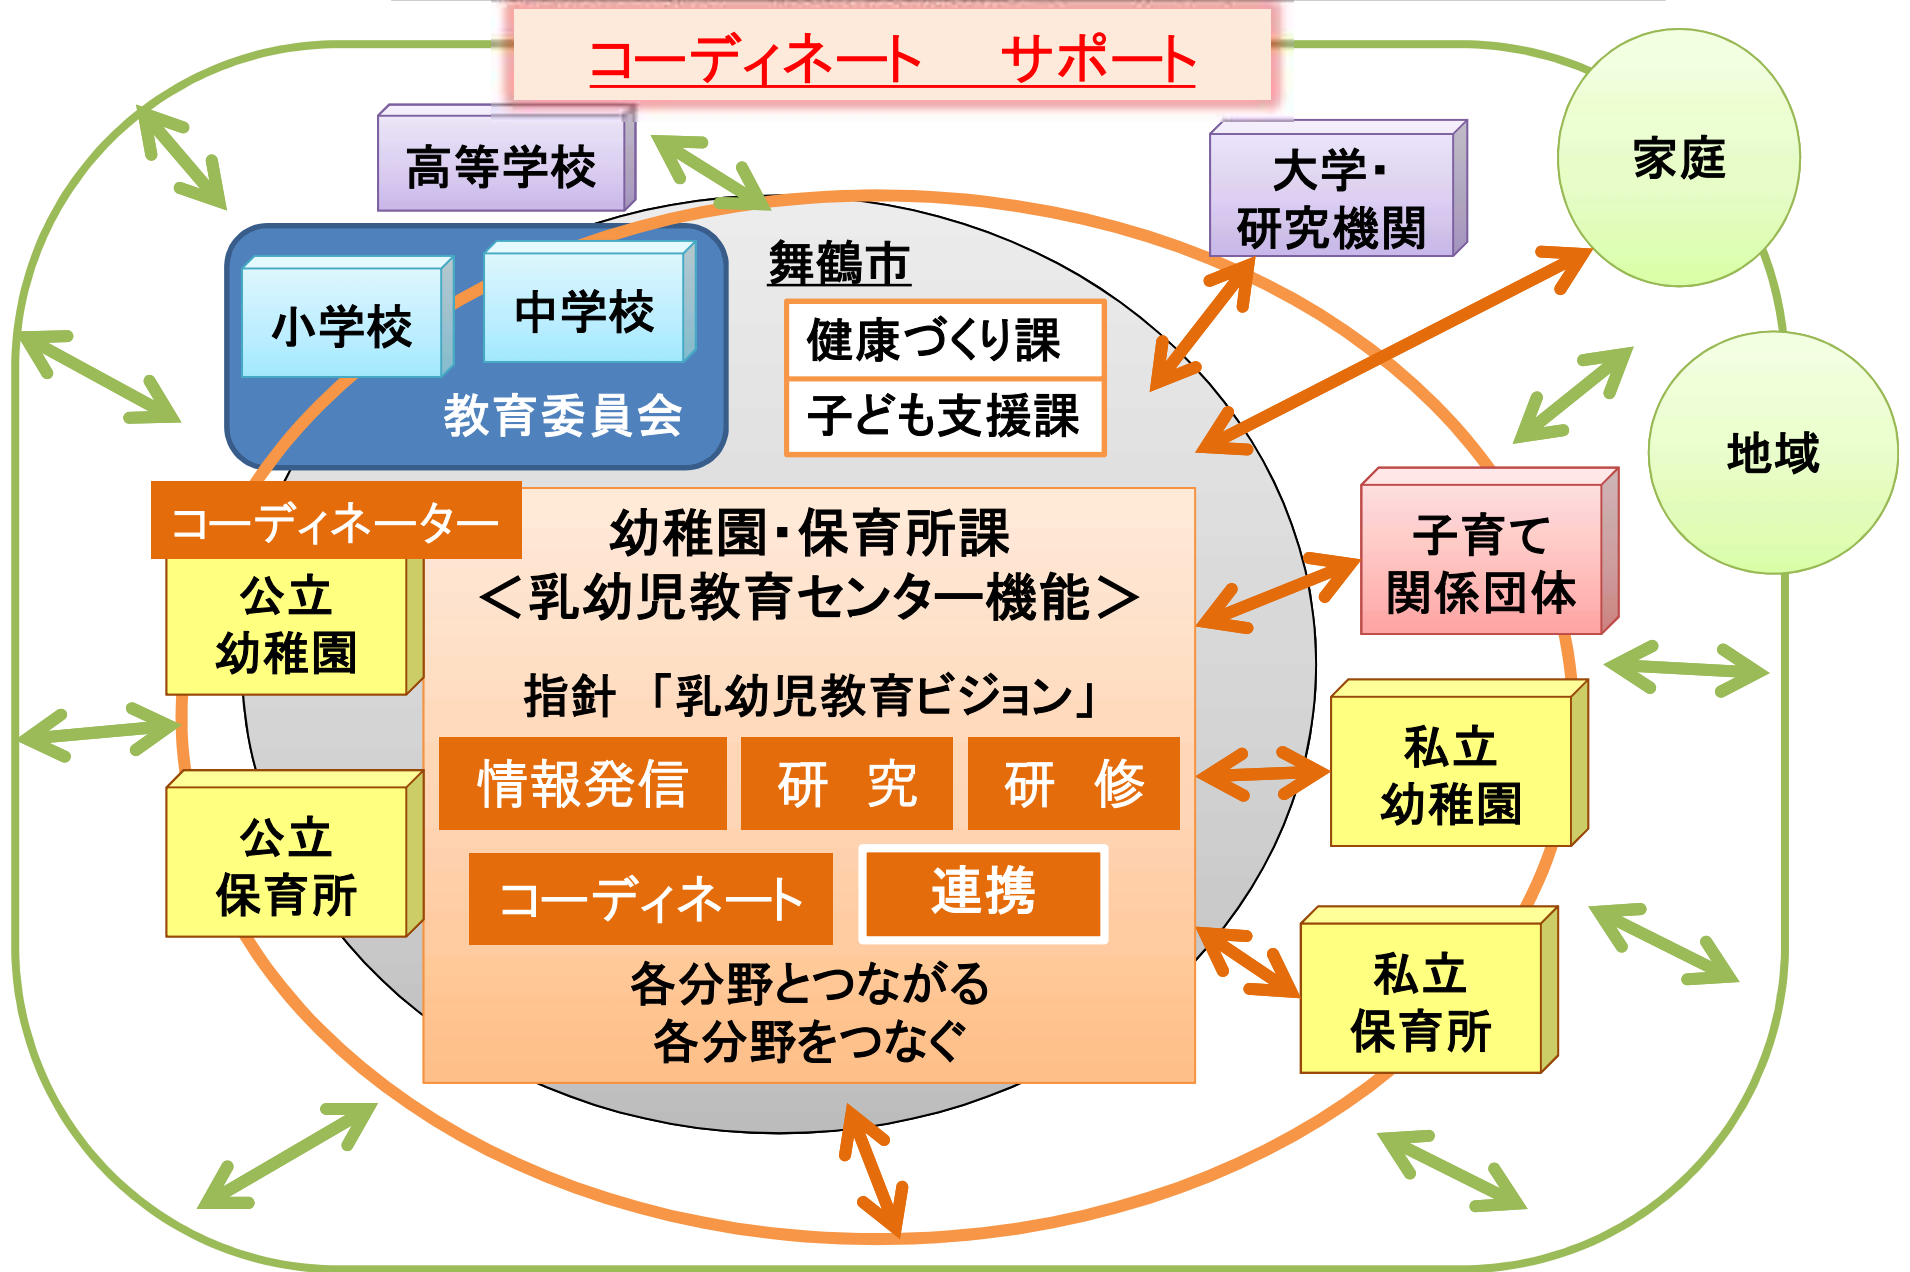 コーディネート　サポート
高等学校
大学・
研究機関
家庭
小学校
中学校
教育委員会
舞鶴市
健康づくり課
子ども支援課
地域
コーディネーター
公立
幼稚園
幼稚園・保育所課
＜乳幼児教育センター機能＞
子育て
関係団体
指針　「乳幼児教育ビジョン」
情報発信
研　究
研　修
私立
幼稚園
公立
保育所
コーディネート
連携
各分野とつながる
各分野をつなぐ
私立
保育所